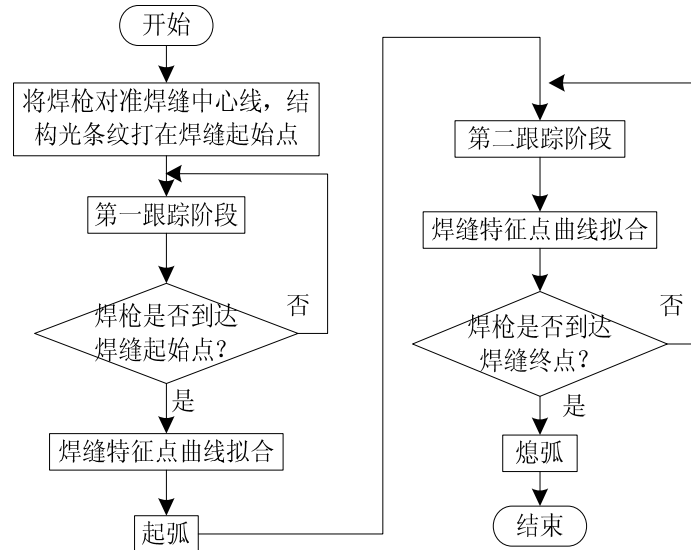 开始
将焊枪对准焊缝中心线，结
构光条纹打在焊缝起始点
第一跟踪阶段
焊枪是否到达
焊缝起始点？
否
是
焊缝特征点曲线拟合
起弧
第二跟踪阶段
焊缝特征点曲线拟合
焊枪是否到达
焊缝终点？
否
是
熄弧
结束